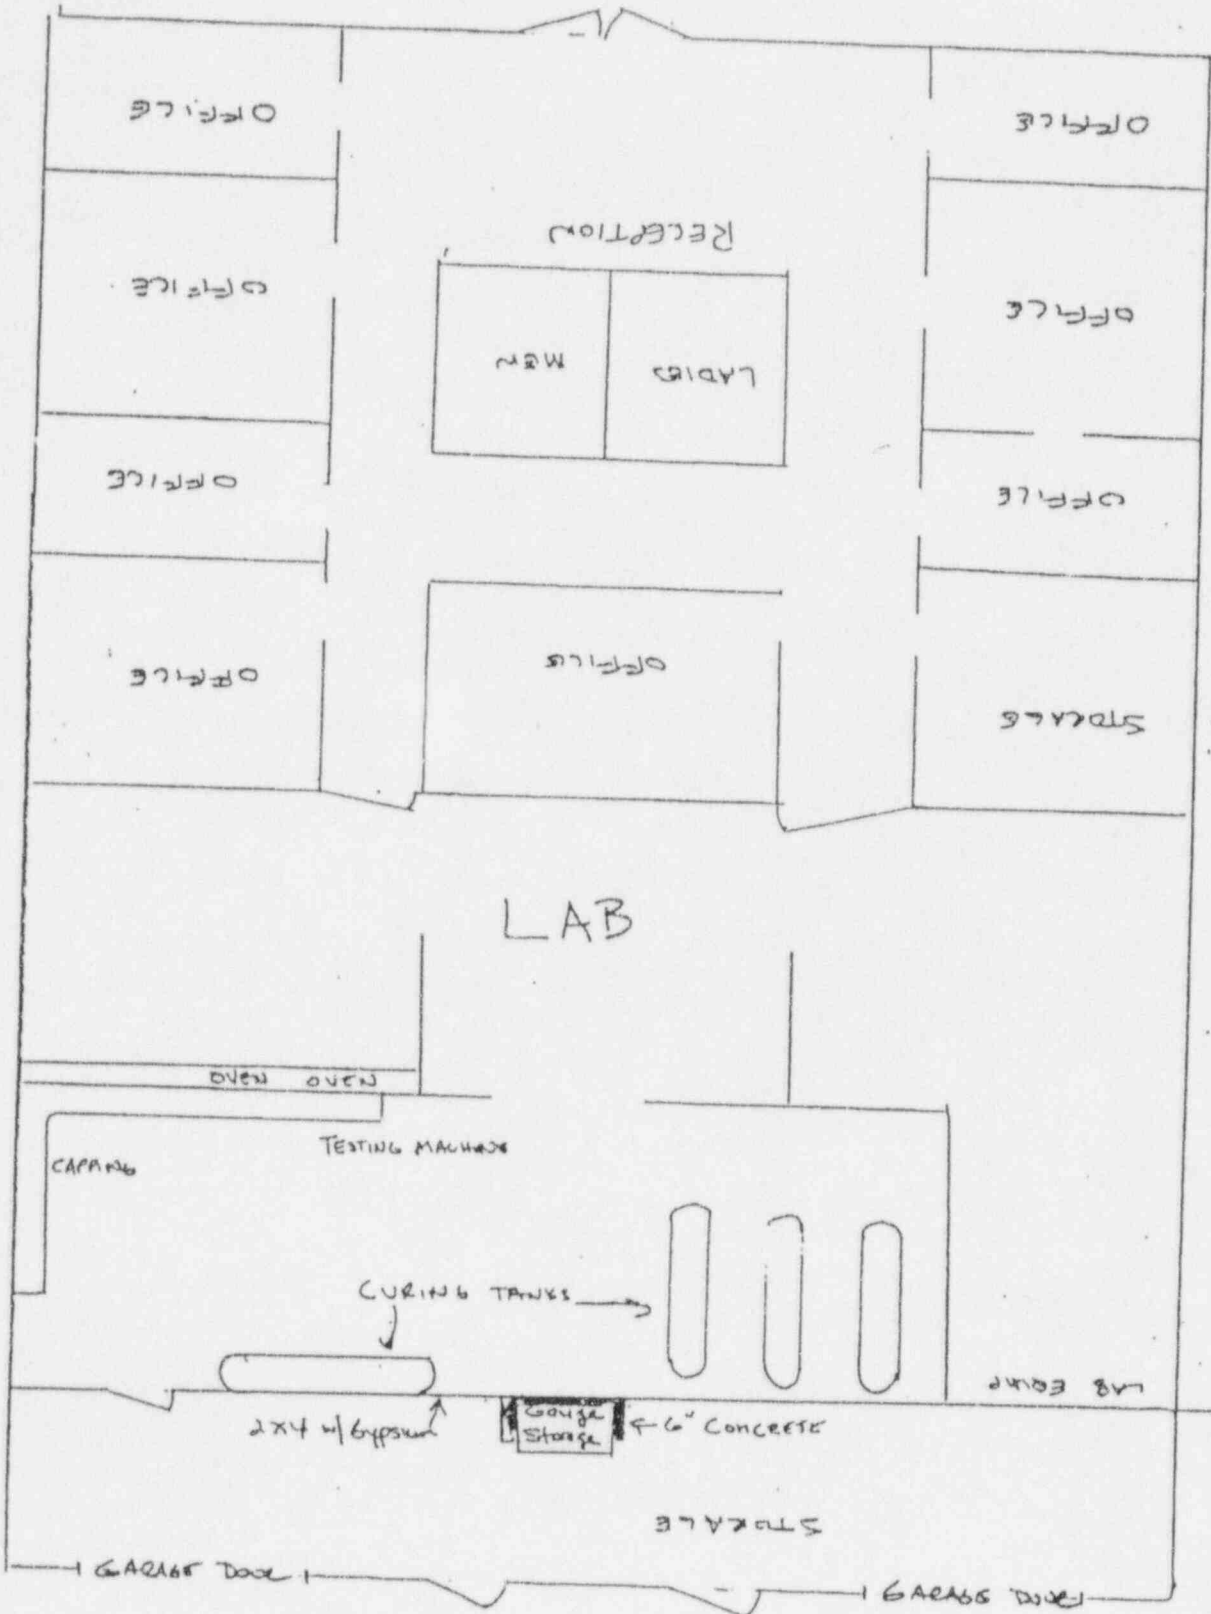 OFFICE
OFFICE
RECEPTION
OFFICE
OFFICE
MEN
LADIES
OFFICE
OFFICE
OFFICE
OFFICE
STORAGE
LAB
OVEN OVEN
TESTING MACHINE
CAPPING
CURING TANKS
LAB EQUIP
2x4 w/ Gypsum
Gauge
Storage
6" CONCRETE
STORAGE
GARAGE DOOR
GARAGE DOOR